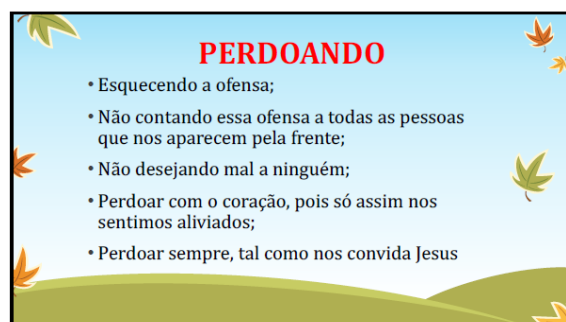 PERDOANDO
• Esquecendo a ofensa;
• Não contando essa ofensa a todas as pessoas
que nos aparecem pela frente;
• Não desejando mal a ninguém;
• Perdoar com o coração, pois só assim nos
sentimos aliviados;
• Perdoar sempre, tal como nos convida Jesus